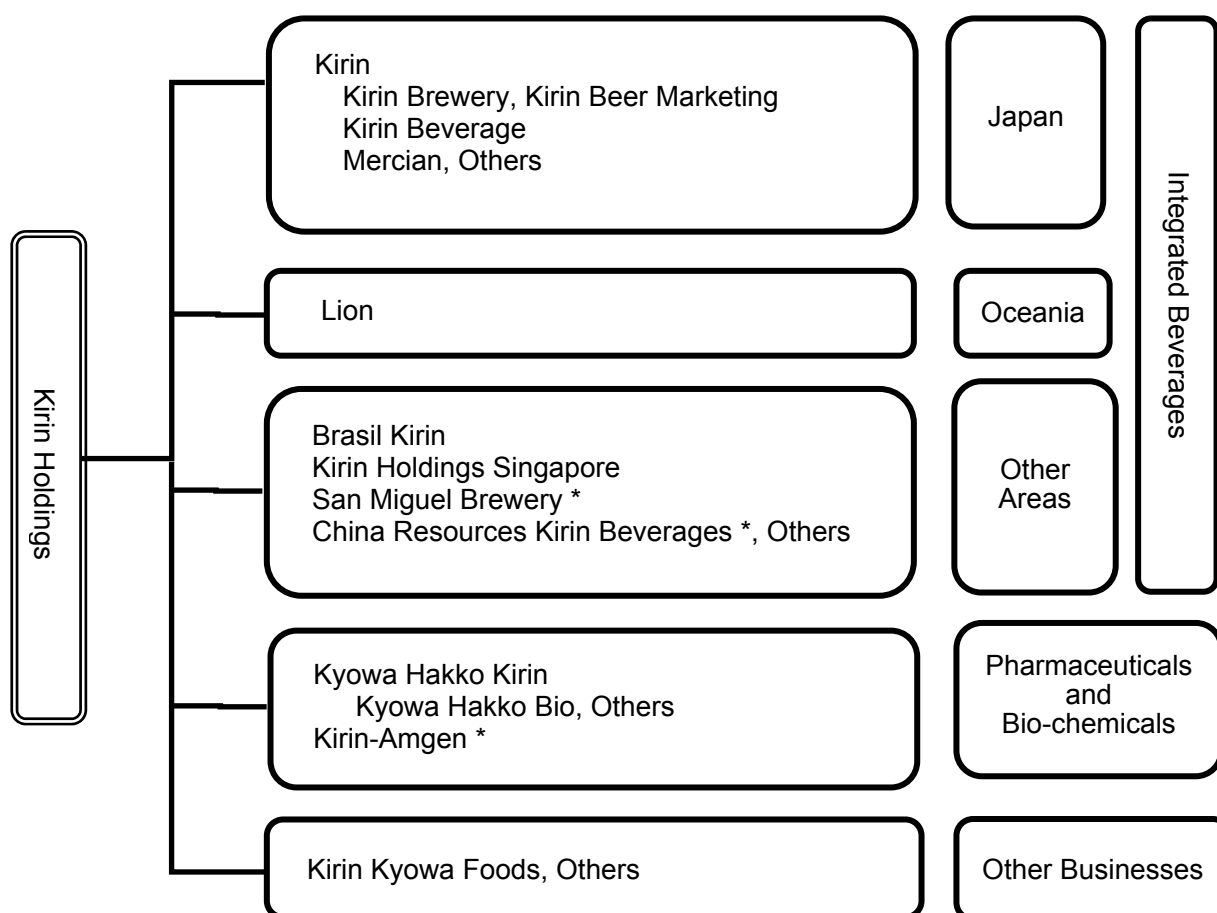 Kirin Holdings
Kirin
Kirin Brewery, Kirin Beer Marketing
Kirin Beverage
Mercian, Others
Japan
Integrated Beverages
Lion
Oceania
Brasil Kirin
Kirin Holdings Singapore
San Miguel Brewery *
China Resources Kirin Beverages *, Others
Other
Areas
Kyowa Hakko Kirin
Kyowa Hakko Bio, Others
Kirin-Amgen *
Pharmaceuticals
and
Bio-chemicals
Kirin Kyowa Foods, Others
Other Businesses